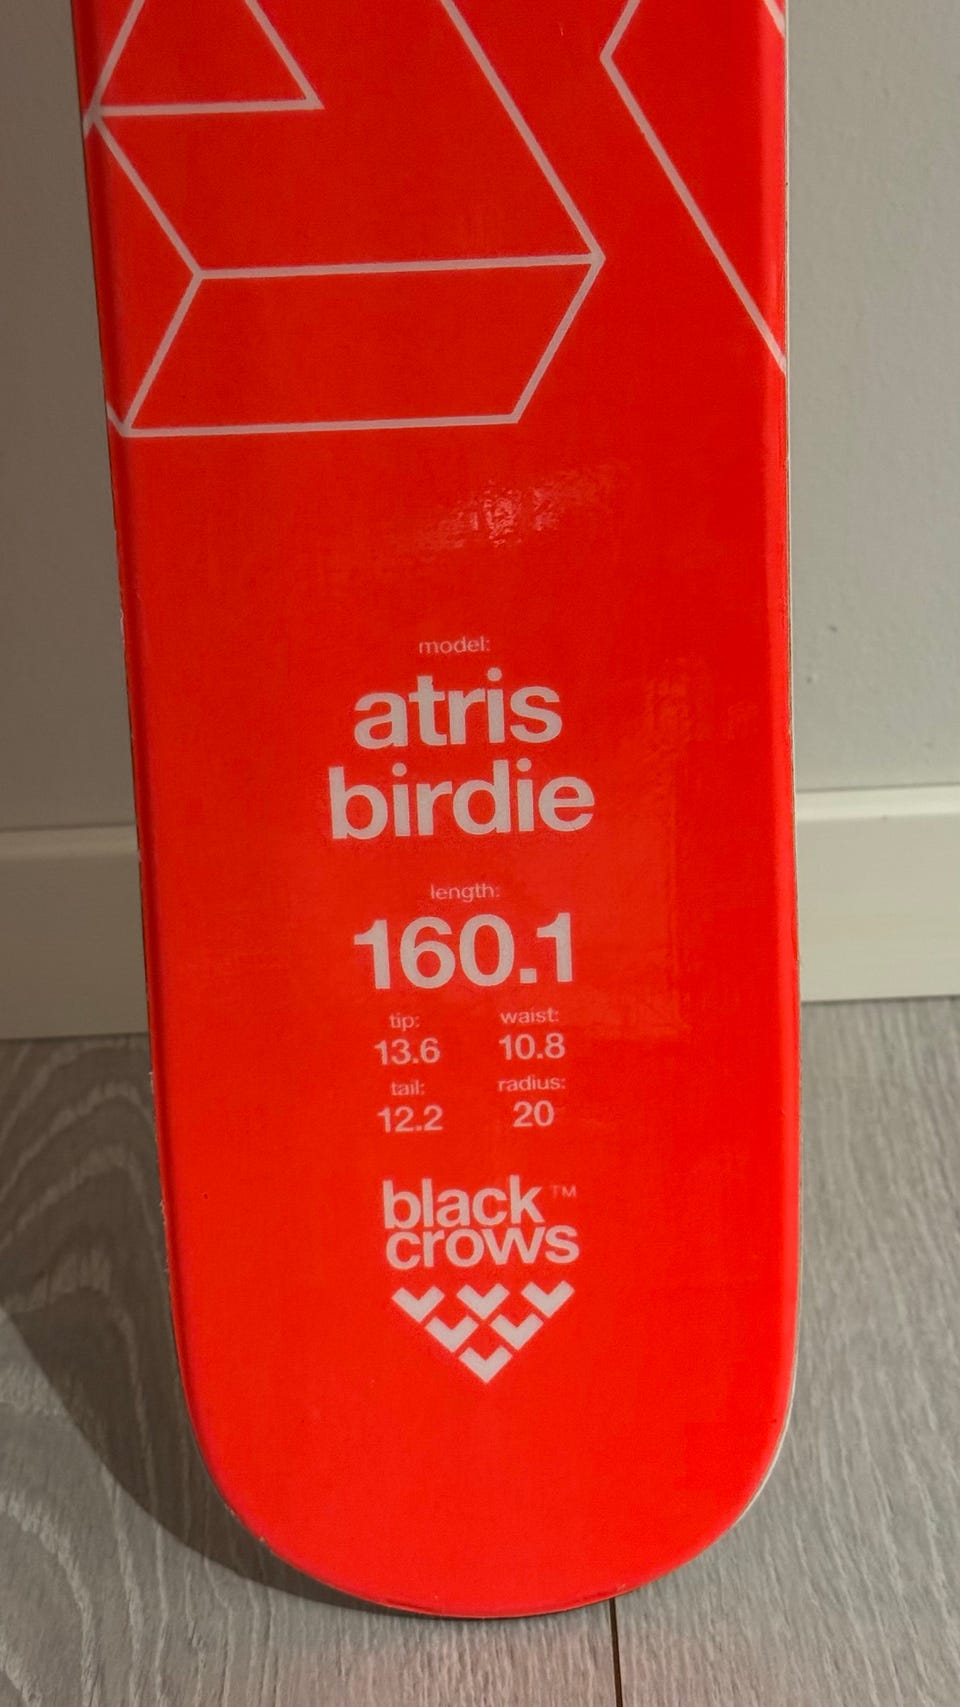 model:
atris
birdie
length:
160.1
tip: waist:
13.6 10.8
tail: radius:
12.2 20
black™
crows